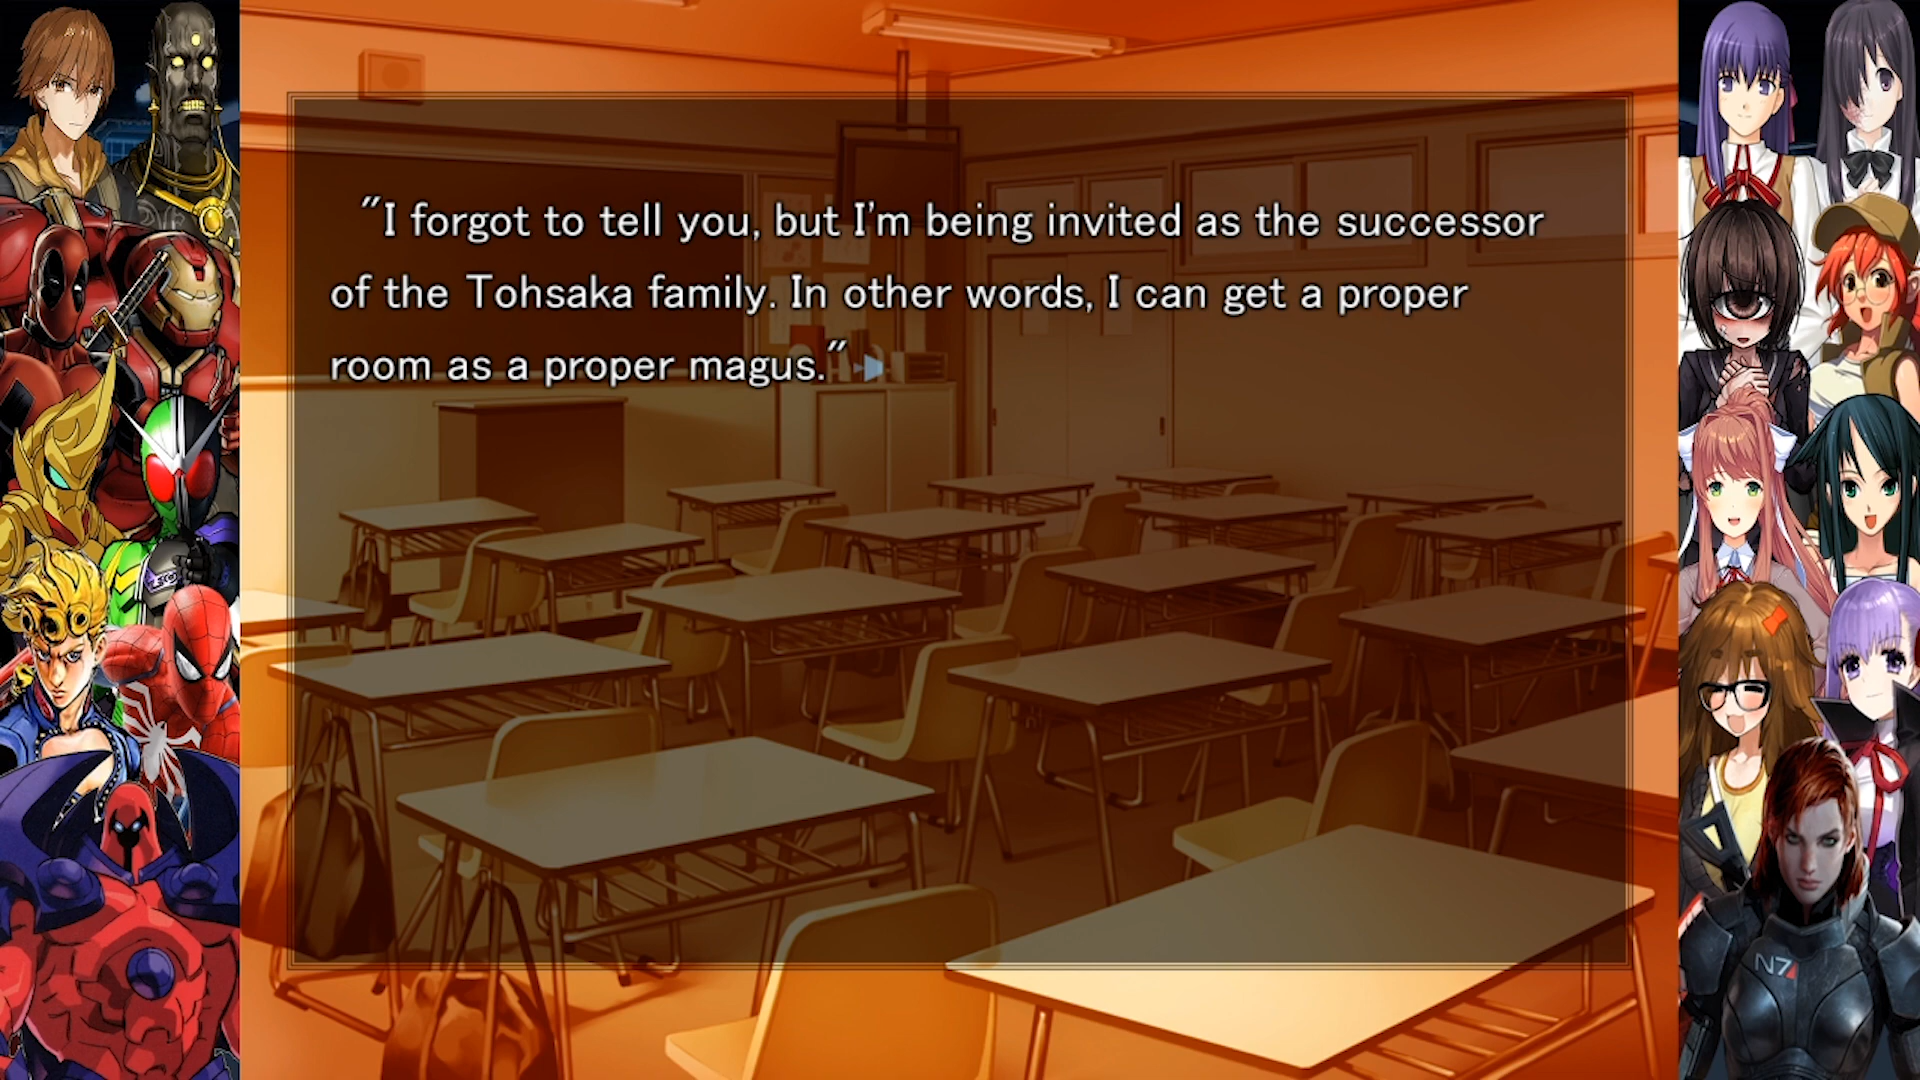 "I forgot to tell you, but I'm being invited as the successor
of the Tohsaka family. In other words, I can get a proper
room as a proper magus."
N7